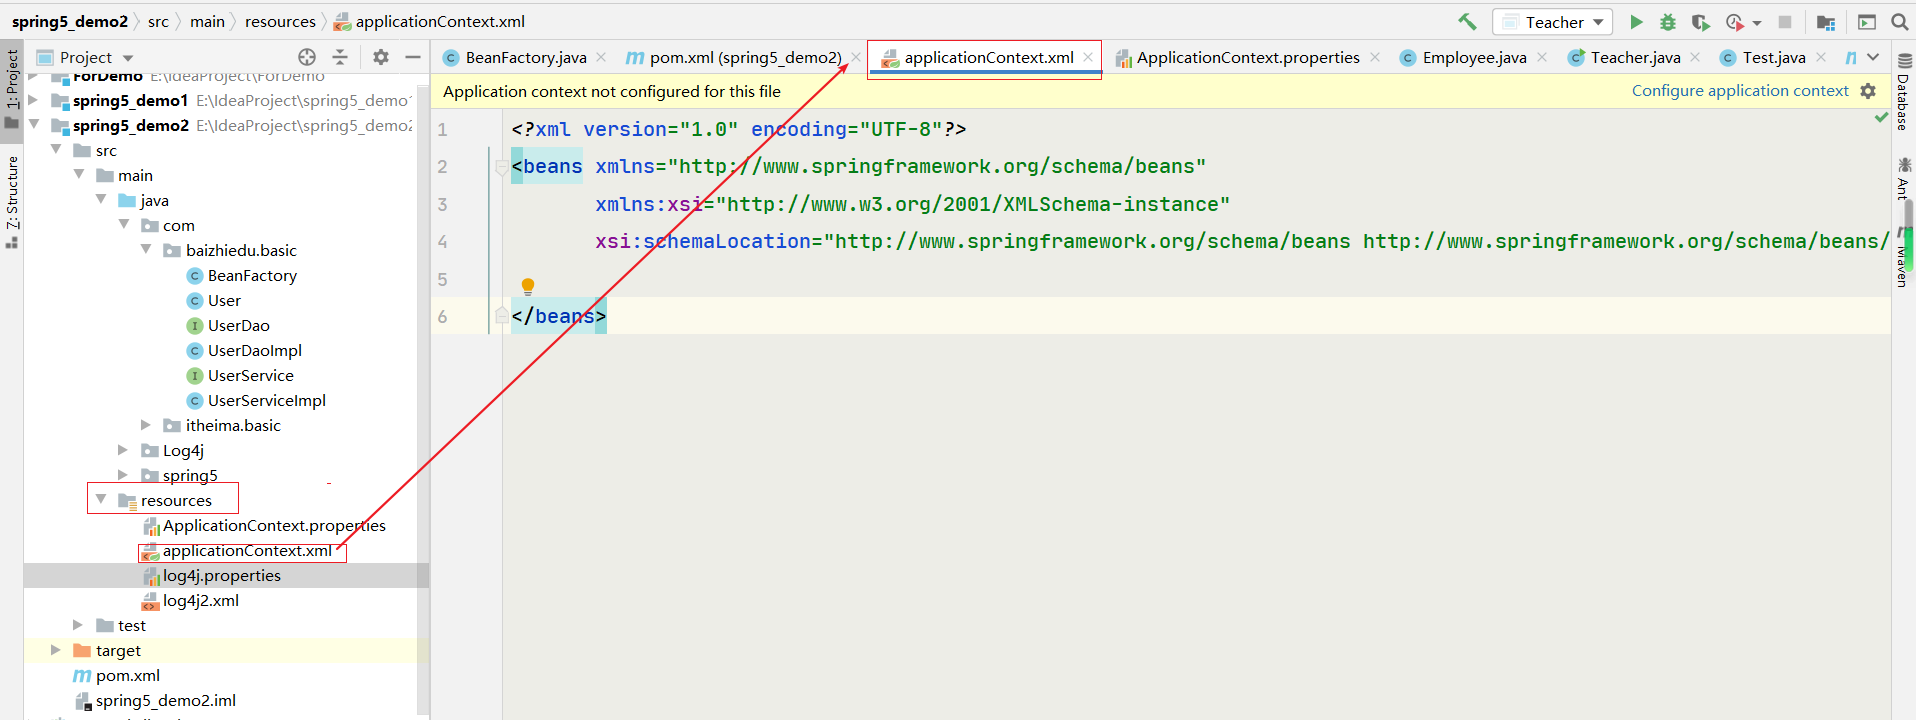 spring5_demo2 src main resources applicationContext.xml
Teacher
Project
BeanFactory.java pom.xml (spring5_demo2) applicationContext.xml ApplicationContext.properties Employee.java Teacher.java Test.java
Application context not configured for this file Configure application context
1: Project
Z: Structure
ForDemo E:\IdeaProject\ForDemo
spring5_demo1 E:\IdeaProject\spring5_demo1
spring5_demo2 E:\IdeaProject\spring5_demo2
src
main
java
com
baizhiedu.basic
BeanFactory
User
UserDao
UserDaoImpl
UserService
UserServiceImpl
itheima.basic
Log4j
spring5
resources
ApplicationContext.properties
applicationContext.xml
log4j.properties
log4j2.xml
test
target
pom.xml
spring5_demo2.iml
1 <?xml version="1.0" encoding="UTF-8"?>
2 <beans xmlns="http://www.springframework.org/schema/beans"
3 xmlns:xsi="http://www.w3.org/2001/XMLSchema-instance"
4 xsi:schemaLocation="http://www.springframework.org/schema/beans http://www.springframework.org/schema/beans/
5
6 </beans>
Database
Ant
Maven